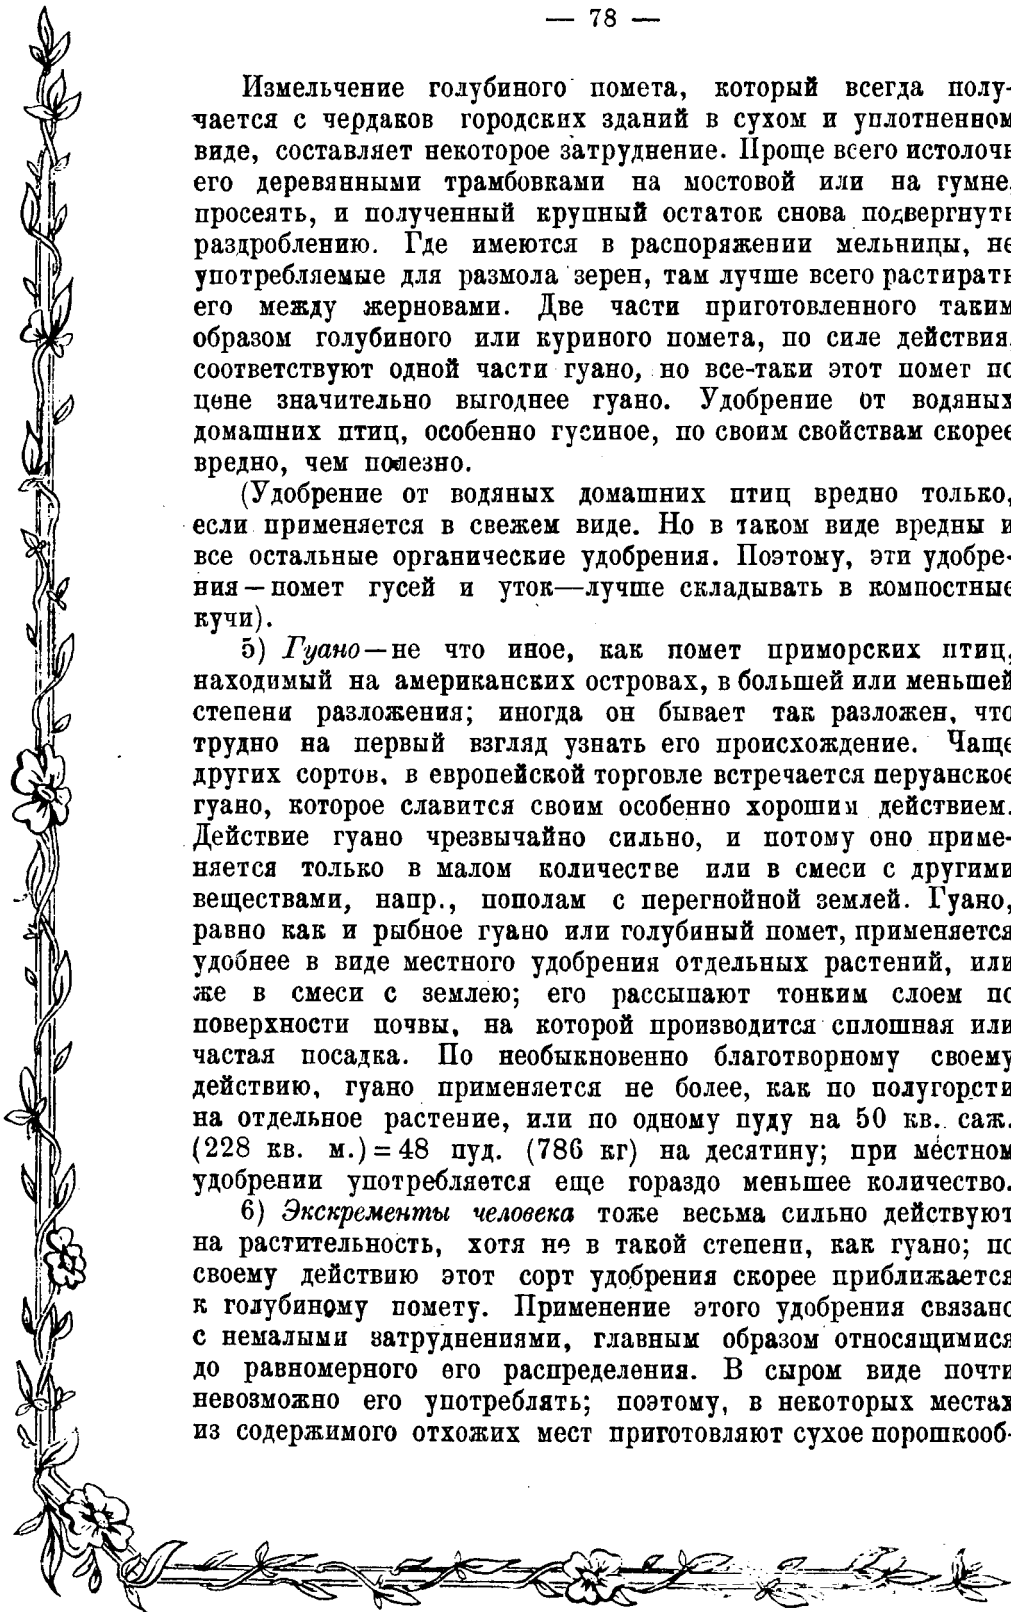 — 78 —
Измельчение голубиного помета, который всегда полу-
чается с чердаков городских зданий в сухом и уплотненном
виде, составляет некоторое затруднение. Проще всего истолочь
его деревянными трамбовками на мостовой или на гумне,
просеять, и полученный крупный остаток снова подвергнуть
раздроблению. Где имеются в распоряжении мельницы, не
употребляемые для размола зерен, там лучше всего растирать
его между жерновами. Две части приготовленного таким
образом голубиного или куриного помета, по силе действия,
соответствуют одной части гуано, но все-таки этот помет по
цене значительно выгоднее гуано. Удобрение от водяных
домашних птиц, особенно гусиное, по своим свойствам скорее
вредно, чем полезно.
(Удобрение от водяных домашних птиц вредно только,
если применяется в свежем виде. Но в таком виде вредны и
все остальные органические удобрения. Поэтому, эти удобре-
ния — помет гусей и уток—лучше складывать в компостные
кучи).
5) Гуано—не что иное, как помет приморских птиц,
находимый на американских островах, в большей или меньшей
степени разложения; иногда он бывает так разложен, что
трудно на первый взгляд узнать его происхождение. Чаще
других сортов, в европейской торговле встречается перуанское
гуано, которое славится своим особенно хорошим действием.
Действие гуано чрезвычайно сильно, и потому оно приме-
няется только в малом количестве или в смеси с другими
веществами, напр., пополам с перегнойной землей. Гуано,
равно как и рыбное гуано или голубиный помет, применяется
удобнее в виде местного удобрения отдельных растений, или
же в смеси с землею; его рассыпают тонким слоем по
поверхности почвы, на которой производится сплошная или
частая посадка. По необыкновенно благотворному своему
действию, гуано применяется не более, как по полугорсти
на отдельное растение, или по одному пуду на 50 кв. саж.
(228 кв. м.) = 48 пуд. (786 кг) на десятину; при местном
удобрении употребляется еще гораздо меньшее количество.
6) Экскременты человека тоже весьма сильно действуют
на растительность, хотя не в такой степени, как гуано; по
своему действию этот сорт удобрения скорее приближается
к голубиному помету. Применение этого удобрения связано
с немалыми затруднениями, главным образом относящимися
до равномерного его распределения. В сыром виде почти
невозможно его употреблять; поэтому, в некоторых местах
из содержимого отхожих мест приготовляют сухое порошкооб-